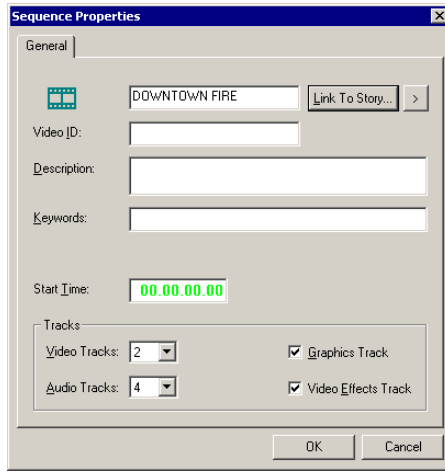 Sequence Properties
General
DOWNTOWN FIRE
Link To Story...
>
Video ID:
Description:
Keywords:
Start Time:
00.00.00.00
Tracks
Video Tracks:
2
Graphics Track
Audio Tracks:
4
Video Effects Track
OK
Cancel